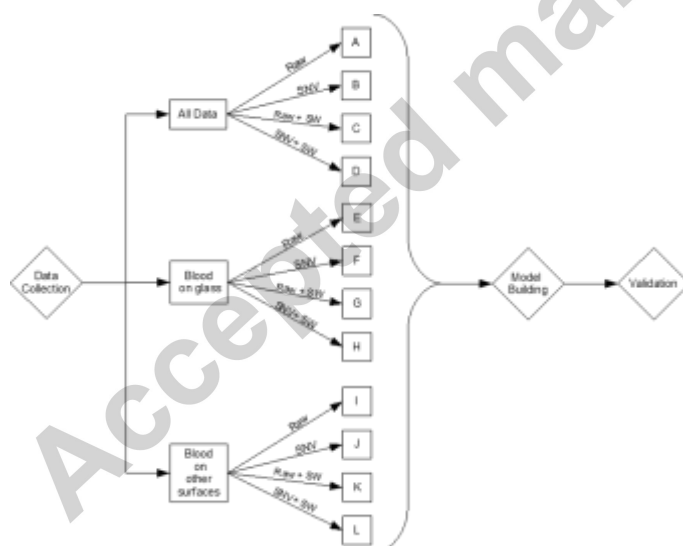 Raw
A
SNV
B
All Data
Raw + SW
C
SNV + SW
D
Raw
E
SNV
F
Data
Collection
Blood
on glass
Raw + SW
G
SNV + SW
H
Model
Building
Validation
Raw
I
SNV
J
Blood
on
other
surfaces
Raw + SW
K
SNV + SW
L
Accepted ma